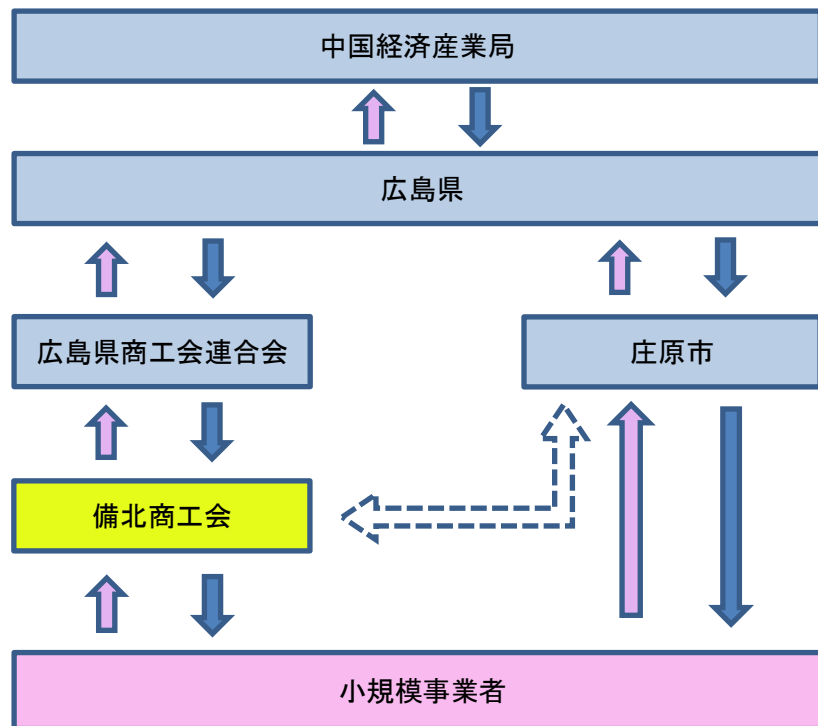 中国経済産業局
広島県
広島県商工会連合会
庄原市
備北商工会
小規模事業者